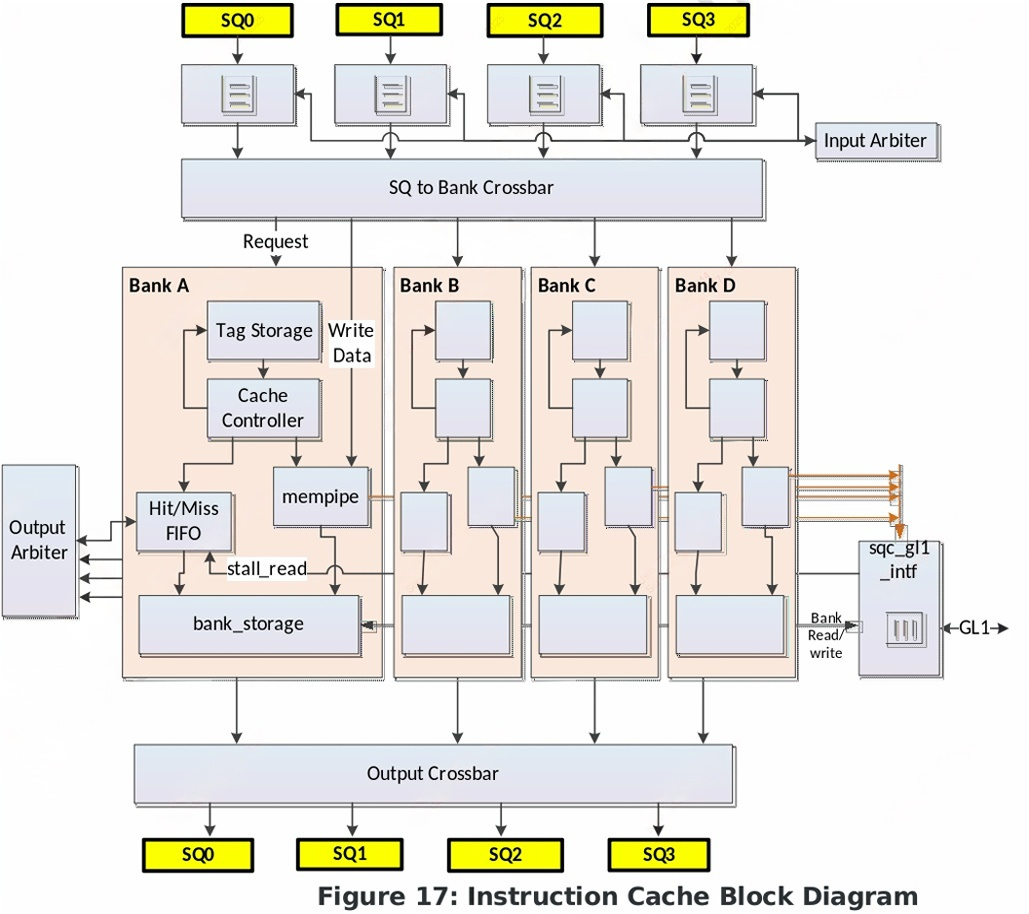 SQ0
SQ1
SQ2
SQ3
Input Arbiter
SQ to Bank Crossbar
Request
Bank A
Bank B
Bank C
Bank D
Tag Storage
Write
Data
Cache
Controller
mempipe
Hit/Miss
FIFO
Output
Arbiter
sqc_gl1
_intf
stall_read
bank_storage
Bank
Read/
write
GL1
Output Crossbar
SQ0
SQ1
SQ2
SQ3
Figure 17: Instruction Cache Block Diagram